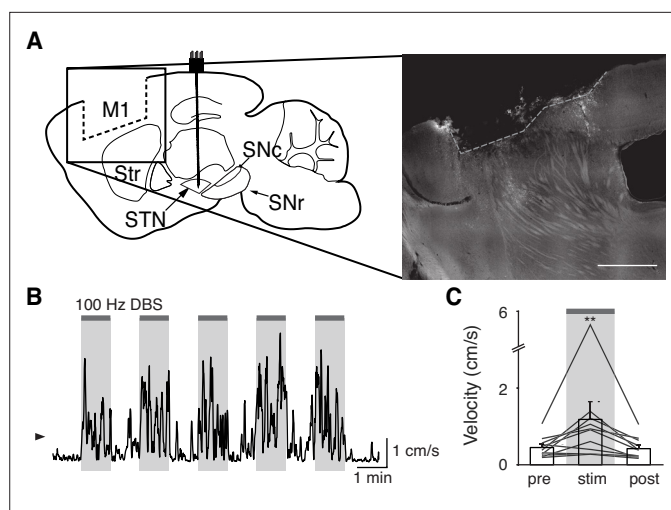 A
M1
Str
STN
SNc
SNr
B
100 Hz DBS
1 cm/s
1 min
C
Velocity (cm/s)
6
2
0
**
pre stim post